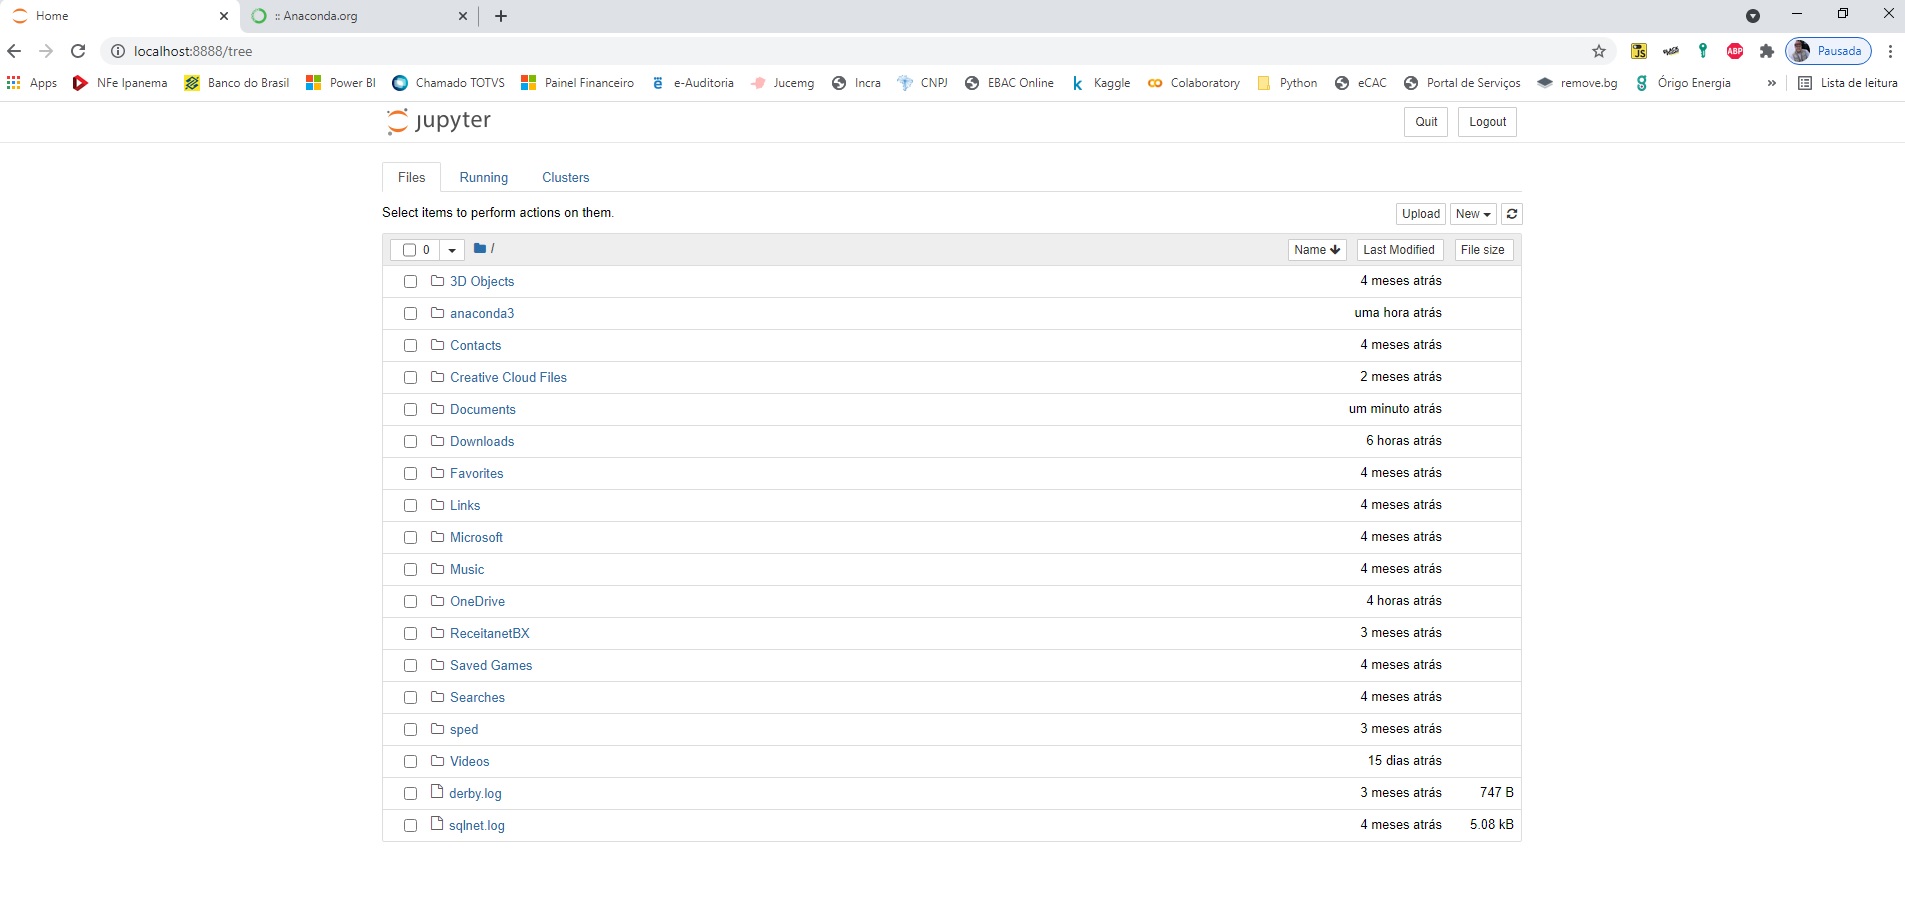 Home
:: Anaconda.org
localhost:8888/tree
JS
ABP
Pausada
Apps NFe Ipanema Banco do Brasil Power BI Chamado TOTVS Painel Financeiro e-Auditoria Jucemg Incra CNPJ EBAC Online Kaggle Colaboratory Python eCAC Portal de Serviços remove.bg Órigo Energia » Lista de leitura
jupyter
Quit Logout
Files Running Clusters
Select items to perform actions on them.
Upload New
0 / Name Last Modified File size
3D Objects 4 meses atrás
anaconda3 uma hora atrás
Contacts 4 meses atrás
Creative Cloud Files 2 meses atrás
Documents um minuto atrás
Downloads 6 horas atrás
Favorites 4 meses atrás
Links 4 meses atrás
Microsoft 4 meses atrás
Music 4 meses atrás
OneDrive 4 horas atrás
ReceitanetBX 3 meses atrás
Saved Games 4 meses atrás
Searches 4 meses atrás
sped 3 meses atrás
Videos 15 dias atrás
derby.log 3 meses atrás 747 B
sqlnet.log 4 meses atrás 5.08 kB